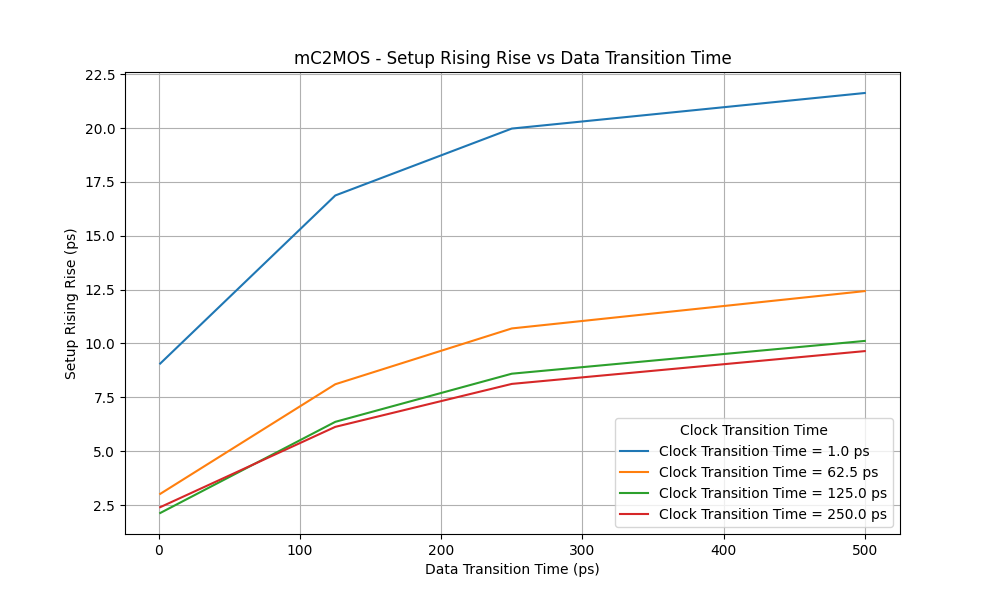 mC2MOS - Setup Rising Rise vs Data Transition Time
22.5
20.0
17.5
15.0
12.5
10.0
7.5
5.0
2.5
Setup Rising Rise (ps)
Clock Transition Time
Clock Transition Time = 1.0 ps
Clock Transition Time = 62.5 ps
Clock Transition Time = 125.0 ps
Clock Transition Time = 250.0 ps
0 100 200 300 400 500
Data Transition Time (ps)